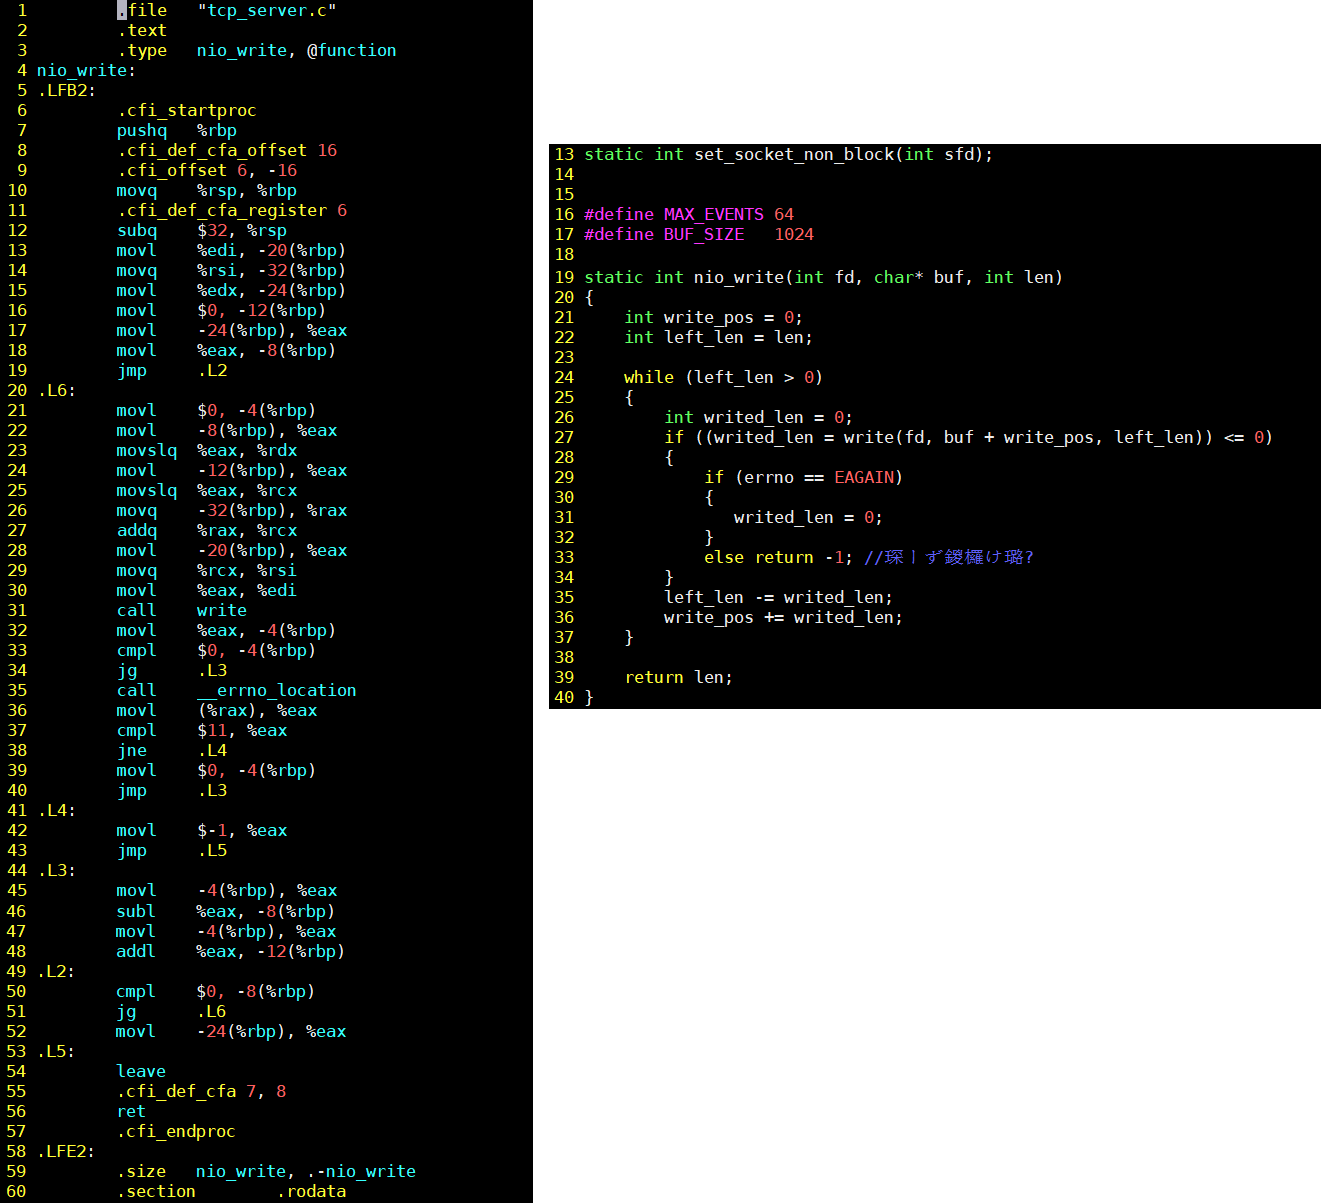 1 .file "tcp_server.c"
2 .text
3 .type nio_write, @function
4 nio_write:
5 .LFB2:
6 .cfi_startproc
7 pushq %rbp
8 .cfi_def_cfa_offset 16
9 .cfi_offset 6, -16
10 movq %rsp, %rbp
11 .cfi_def_cfa_register 6
12 subq $32, %rsp
13 movl %edi, -20(%rbp)
14 movq %rsi, -32(%rbp)
15 movl %edx, -24(%rbp)
16 movl $0, -12(%rbp)
17 movl -24(%rbp), %eax
18 movl %eax, -8(%rbp)
19 jmp .L2
20 .L6:
21 movl $0, -4(%rbp)
22 movl -8(%rbp), %eax
23 movslq %eax, %rdx
24 movl -12(%rbp), %eax
25 movslq %eax, %rcx
26 movq -32(%rbp), %rax
27 addq %rax, %rcx
28 movl -20(%rbp), %eax
29 movq %rcx, %rsi
30 movl %eax, %edi
31 call write
32 movl %eax, -4(%rbp)
33 cmpl $0, -4(%rbp)
34 jg .L3
35 call __errno_location
36 movl (%rax), %eax
37 cmpl $11, %eax
38 jne .L4
39 movl $0, -4(%rbp)
40 jmp .L3
41 .L4:
42 movl $-1, %eax
43 jmp .L5
44 .L3:
45 movl -4(%rbp), %eax
46 subl %eax, -8(%rbp)
47 movl -4(%rbp), %eax
48 addl %eax, -12(%rbp)
49 .L2:
50 cmpl $0, -8(%rbp)
51 jg .L6
52 movl -24(%rbp), %eax
53 .L5:
54 leave
55 .cfi_def_cfa 7, 8
56 ret
57 .cfi_endproc
58 .LFE2:
59 .size nio_write, .-nio_write
60 .section .rodata
13 static int set_socket_non_block(int sfd);
14
15
16 #define MAX_EVENTS 64
17 #define BUF_SIZE 1024
18
19 static int nio_write(int fd, char* buf, int len)
20 {
21 int write_pos = 0;
22 int left_len = len;
23
24 while (left_len > 0)
25 {
26 int writed_len = 0;
27 if ((writed_len = write(fd, buf + write_pos, left_len)) <= 0)
28 {
29 if (errno == EAGAIN)
30 {
31 writed_len = 0;
32 }
33 else return -1; //
34 }
35 left_len -= writed_len;
36 write_pos += writed_len;
37 }
38
39 return len;
40 }